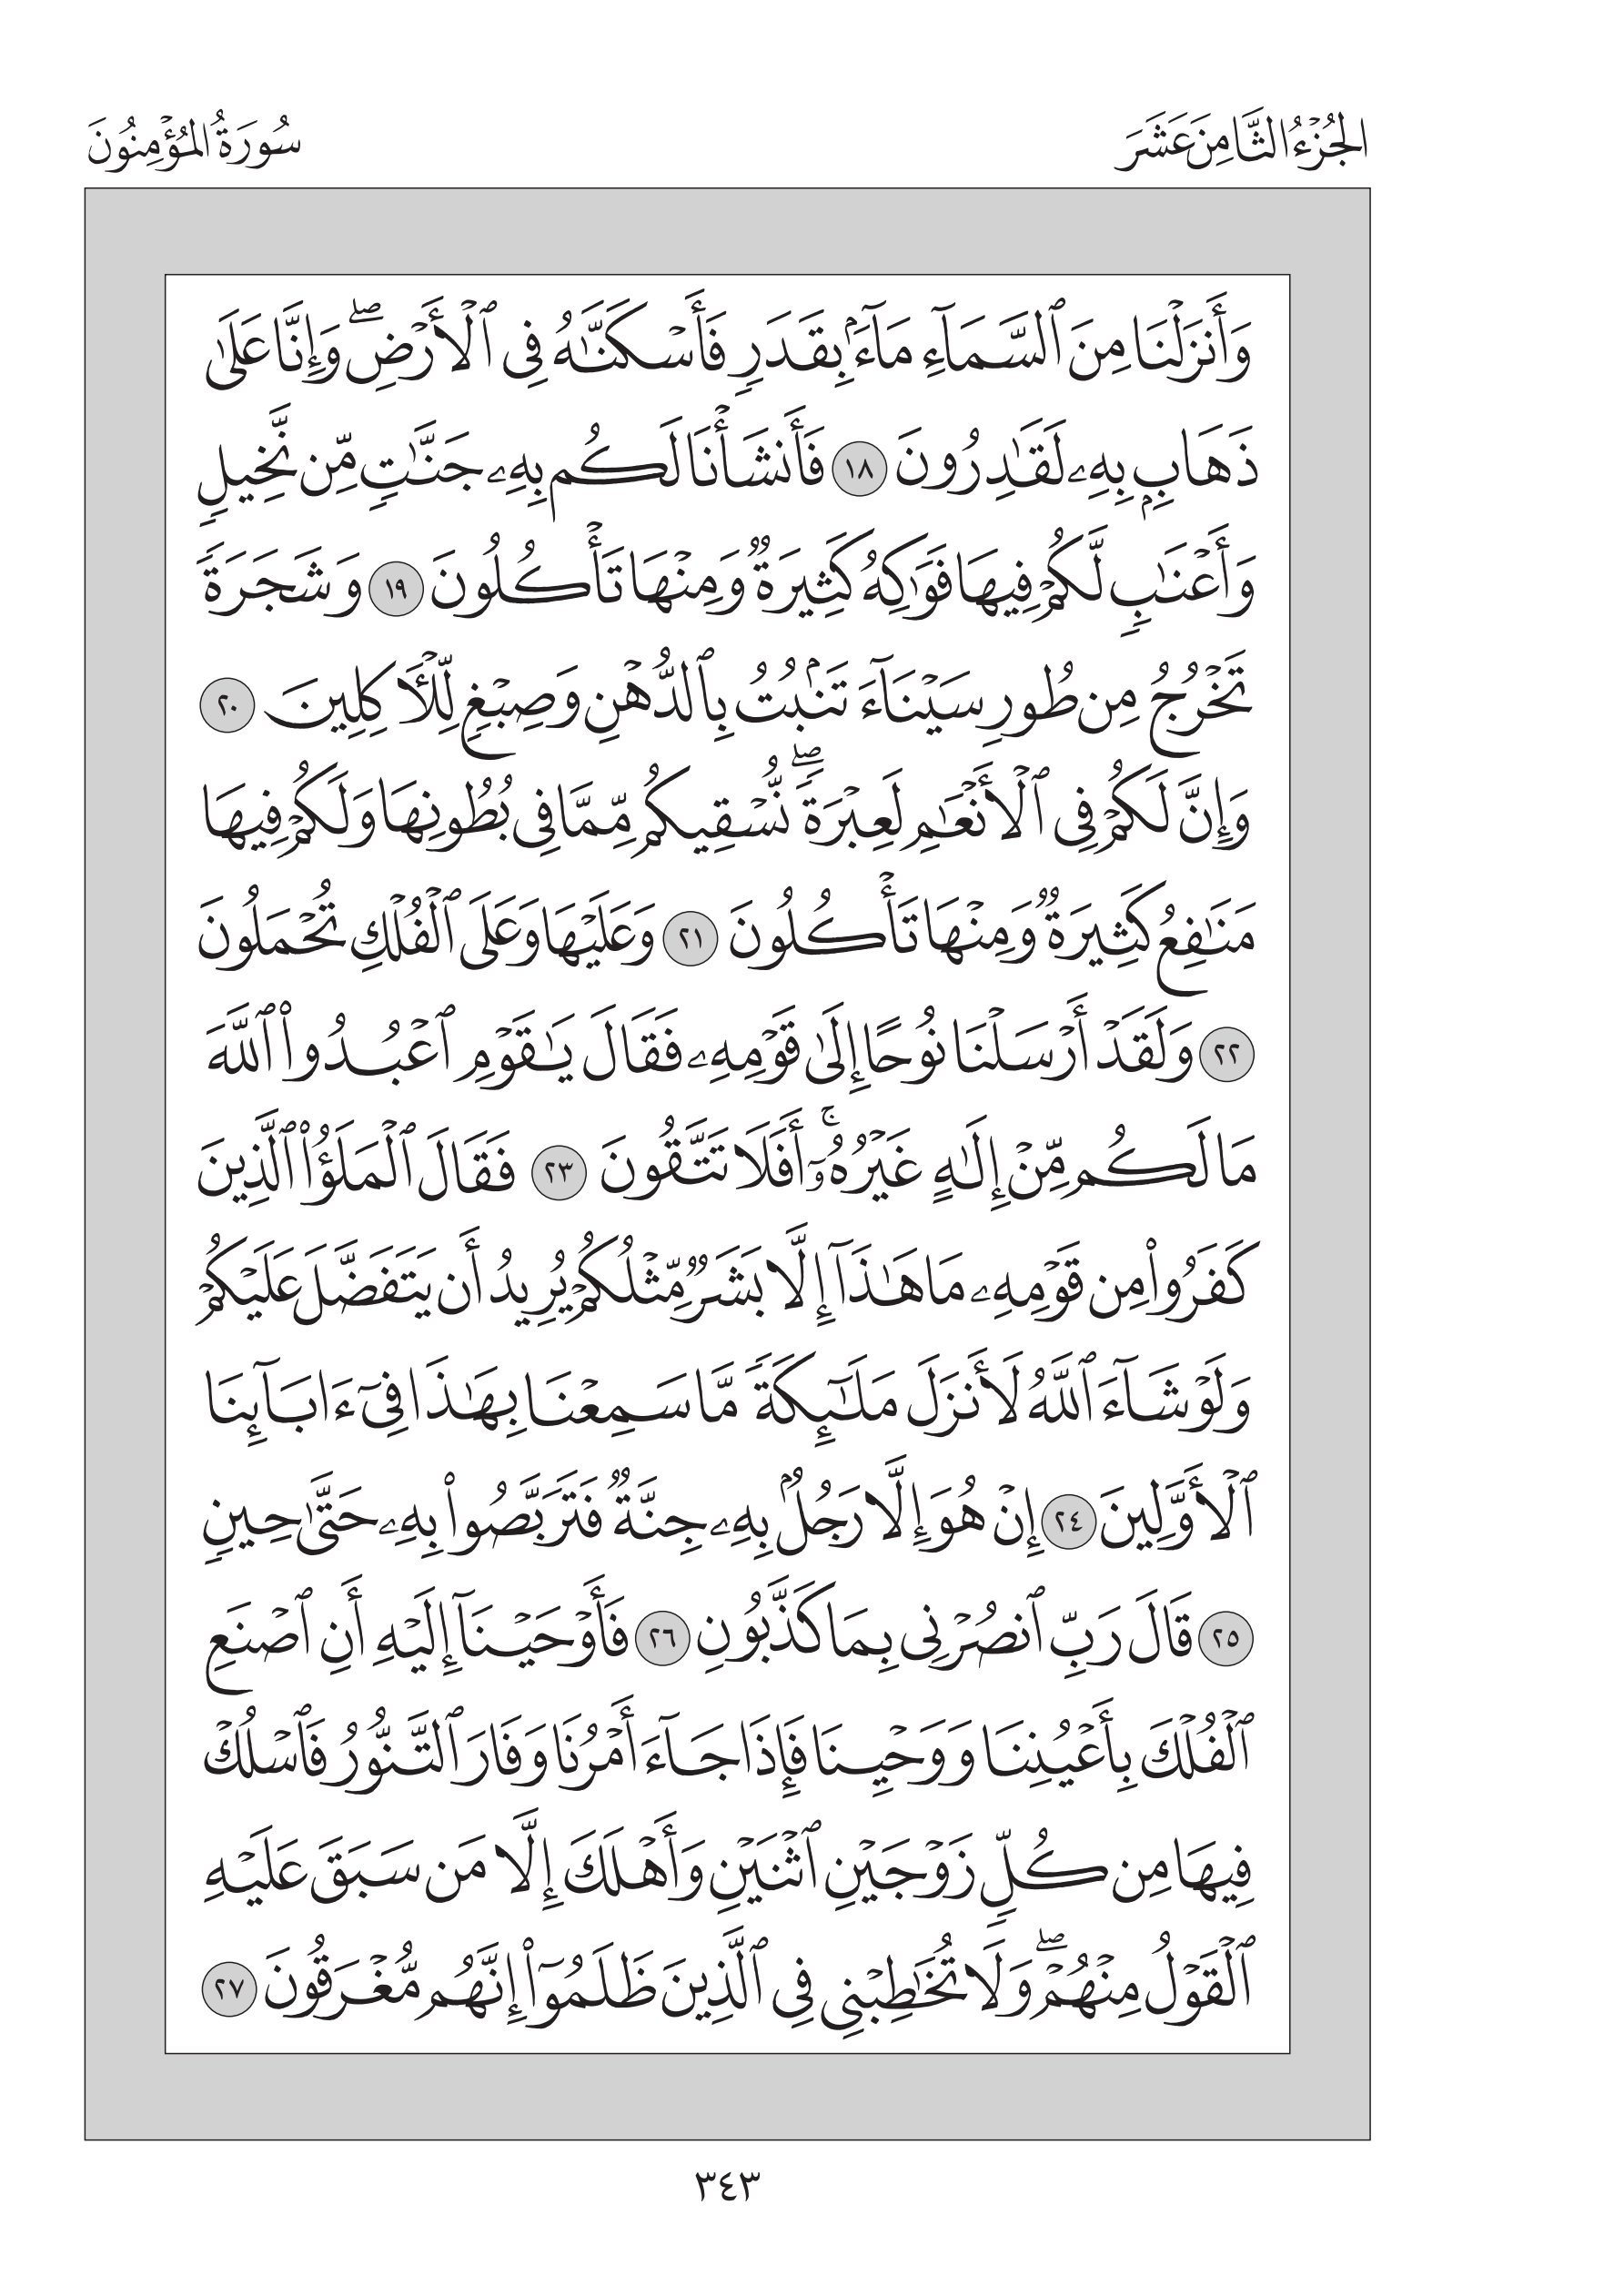 الجُزْءُ الثَّامِنَ عَشَرَ
سُورَةُ المُؤْمِنُونَ
وَأَنزَلْنَا مِنَ ٱلسَّمَآءِ مَآءًۢ بِقَدَرٍ فَأَسْكَنَّٰهُ فِى ٱلْأَرْضِۖ وَإِنَّا عَلَىٰ
ذَهَابٍۭ بِهِۦ لَقَٰدِرُونَ ١٨ فَأَنشَأْنَا لَكُم بِهِۦ جَنَّٰتٍ مِّن نَّخِيلٍ
وَأَعْنَٰبٍ لَّكُمْ فِيهَا فَوَٰكِهُ كَثِيرَةٌ وَمِنْهَا تَأْكُلُونَ ١٩ وَشَجَرَةً
تَخْرُجُ مِن طُورِ سَيْنَآءَ تَنۢبُتُ بِٱلدُّهْنِ وَصِبْغٍ لِّلْأٓكِلِينَ ٢٠
وَإِنَّ لَكُمْ فِى ٱلْأَنْعَٰمِ لَعِبْرَةًۖ نُّسْقِيكُم مِّمَّا فِى بُطُونِهَا وَلَكُمْ فِيهَا
مَنَٰفِعُ كَثِيرَةٌ وَمِنْهَا تَأْكُلُونَ ٢١ وَعَلَيْهَا وَعَلَى ٱلْفُلْكِ تُحْمَلُونَ
٢٢ وَلَقَدْ أَرْسَلْنَا نُوحًا إِلَىٰ قَوْمِهِۦ فَقَالَ يَٰقَوْمِ ٱعْبُدُوا۟ ٱللَّهَ
مَا لَكُم مِّنْ إِلَٰهٍ غَيْرُهُۥٓۚ أَفَلَا تَتَّقُونَ ٢٣ فَقَالَ ٱلْمَلَؤُا۟ ٱلَّذِينَ
كَفَرُوا۟ مِن قَوْمِهِۦ مَا هَٰذَآ إِلَّا بَشَرٌ مِّثْلُكُمْ يُرِيدُ أَن يَتَفَضَّلَ عَلَيْكُمْ
وَلَوْ شَآءَ ٱللَّهُ لَأَنزَلَ مَلَٰٓئِكَةً مَّا سَمِعْنَا بِهَٰذَا فِىٓ ءَابَآئِنَا
ٱلْأَوَّلِينَ ٢٤ إِنْ هُوَ إِلَّا رَجُلٌۢ بِهِۦ جِنَّةٌ فَتَرَبَّصُوا۟ بِهِۦ حَتَّىٰ حِينٍ
٢٥ قَالَ رَبِّ ٱنصُرْنِى بِمَا كَذَّبُونِ ٢٦ فَأَوْحَيْنَآ إِلَيْهِ أَنِ ٱصْنَعِ
ٱلْفُلْكَ بِأَعْيُنِنَا وَوَحْيِنَا فَإِذَا جَآءَ أَمْرُنَا وَفَارَ ٱلتَّنُّورُ فَٱسْلُكْ
فِيهَا مِن كُلٍّ زَوْجَيْنِ ٱثْنَيْنِ وَأَهْلَكَ إِلَّا مَن سَبَقَ عَلَيْهِ
ٱلْقَوْلُ مِنْهُمْۖ وَلَا تُخَٰطِبْنِى فِى ٱلَّذِينَ ظَلَمُوٓا۟ إِنَّهُم مُّغْرَقُونَ ٢٧
٣٤٣